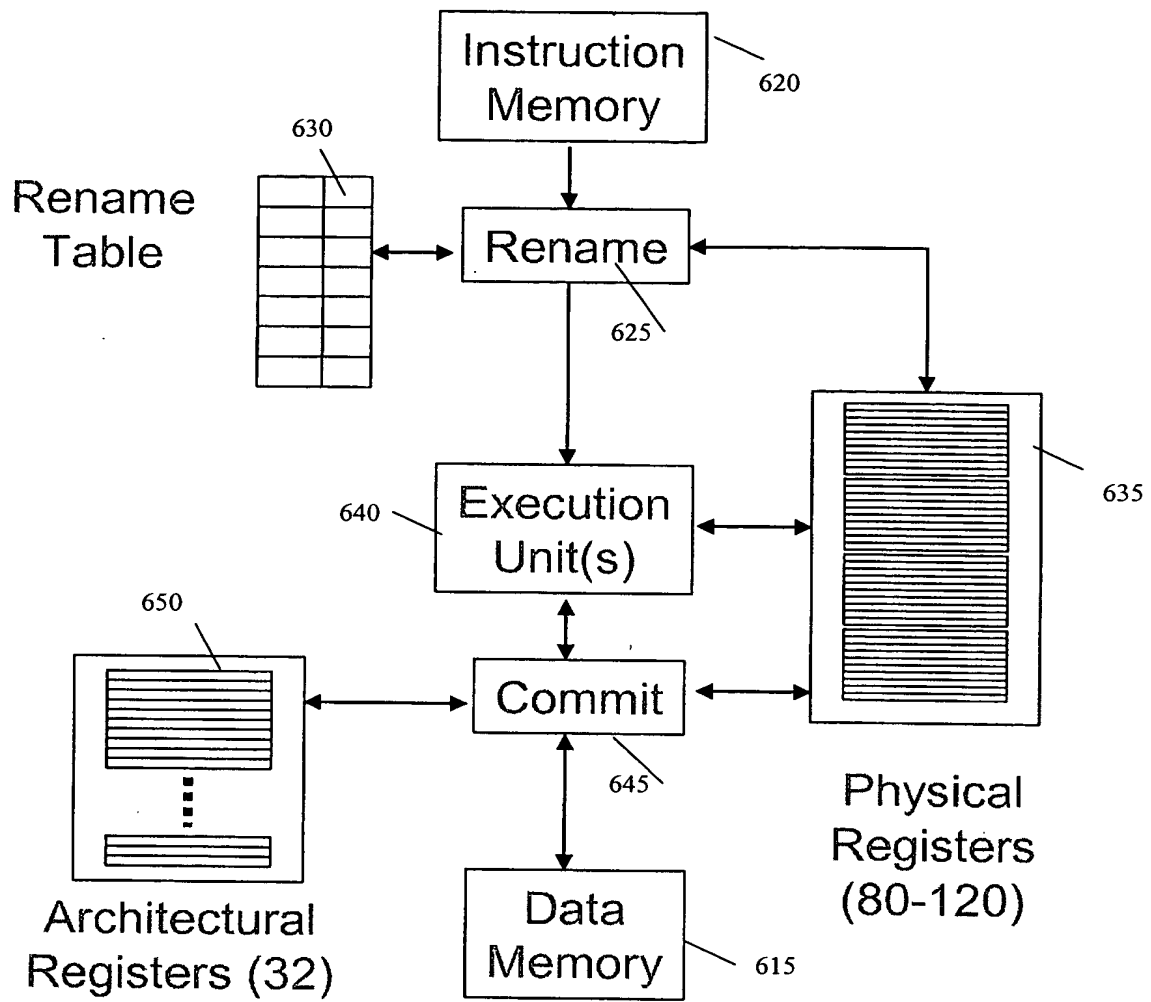 Instruction
Memory
620
630
Rename
Table
Rename
625
635
640
Execution
Unit(s)
650
Commit
645
Physical
Registers
(80-120)
Architectural
Registers (32)
Data
Memory
615